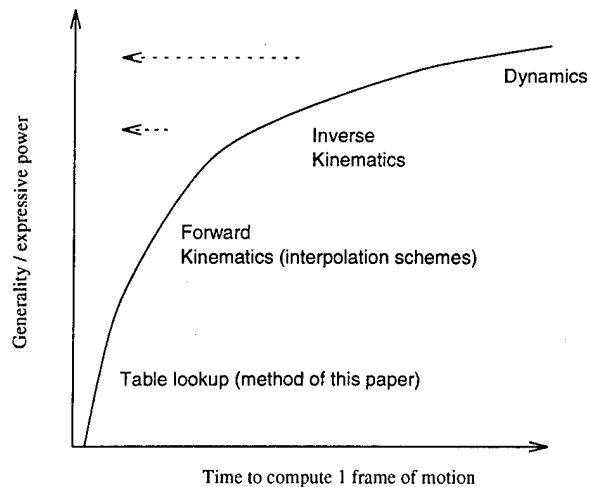 Dynamics
Inverse
Kinematics
Generality / expressive power
Forward
Kinematics (interpolation schemes)
Table lookup (method of this paper)
Time to compute 1 frame of motion